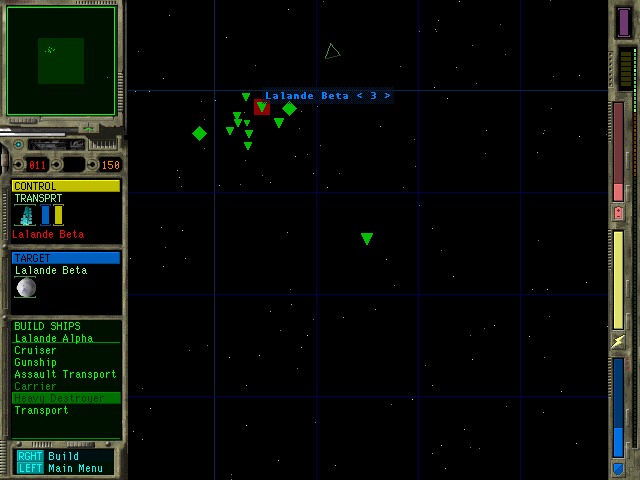 Lalande Beta < 3 >
011 150
CONTROL
TRANSPRT
Lalande Beta
TARGET
Lalande Beta
BUILD SHIPS
Lalande Alpha
Cruiser
Gunship
Assault Transport
Carrier
Heavy Destroyer
Transport
RGHT Build
LEFT Main Menu